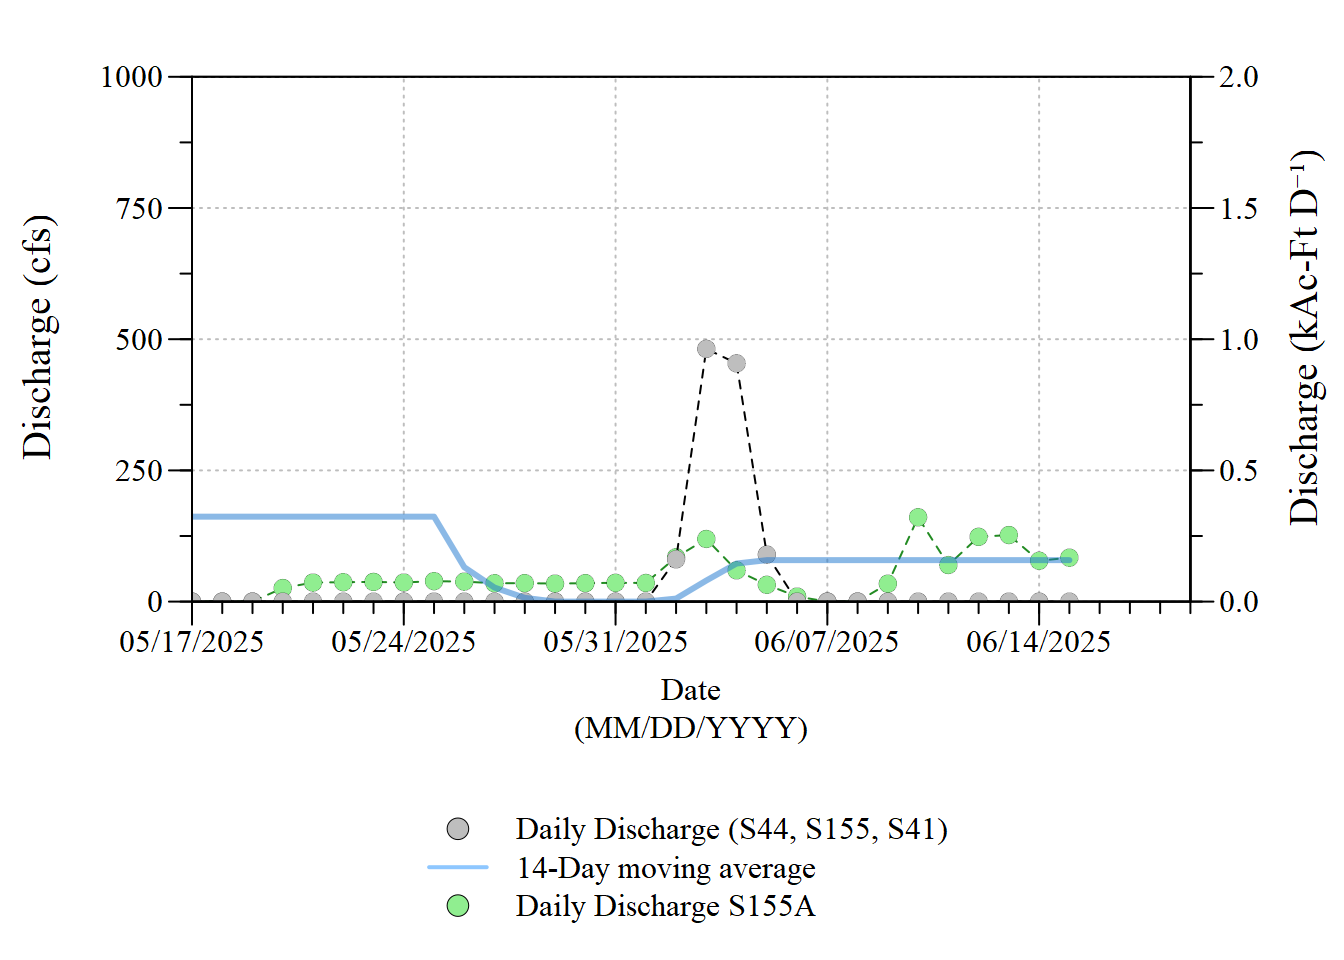 1000
750
500
250
0
Discharge (cfs)
2.0
1.5
1.0
0.5
0.0
Discharge (kAc-Ft D⁻¹)
05/17/2025 05/24/2025 05/31/2025 06/07/2025 06/14/2025
Date
(MM/DD/YYYY)
Daily Discharge (S44, S155, S41)
14-Day moving average
Daily Discharge S155A